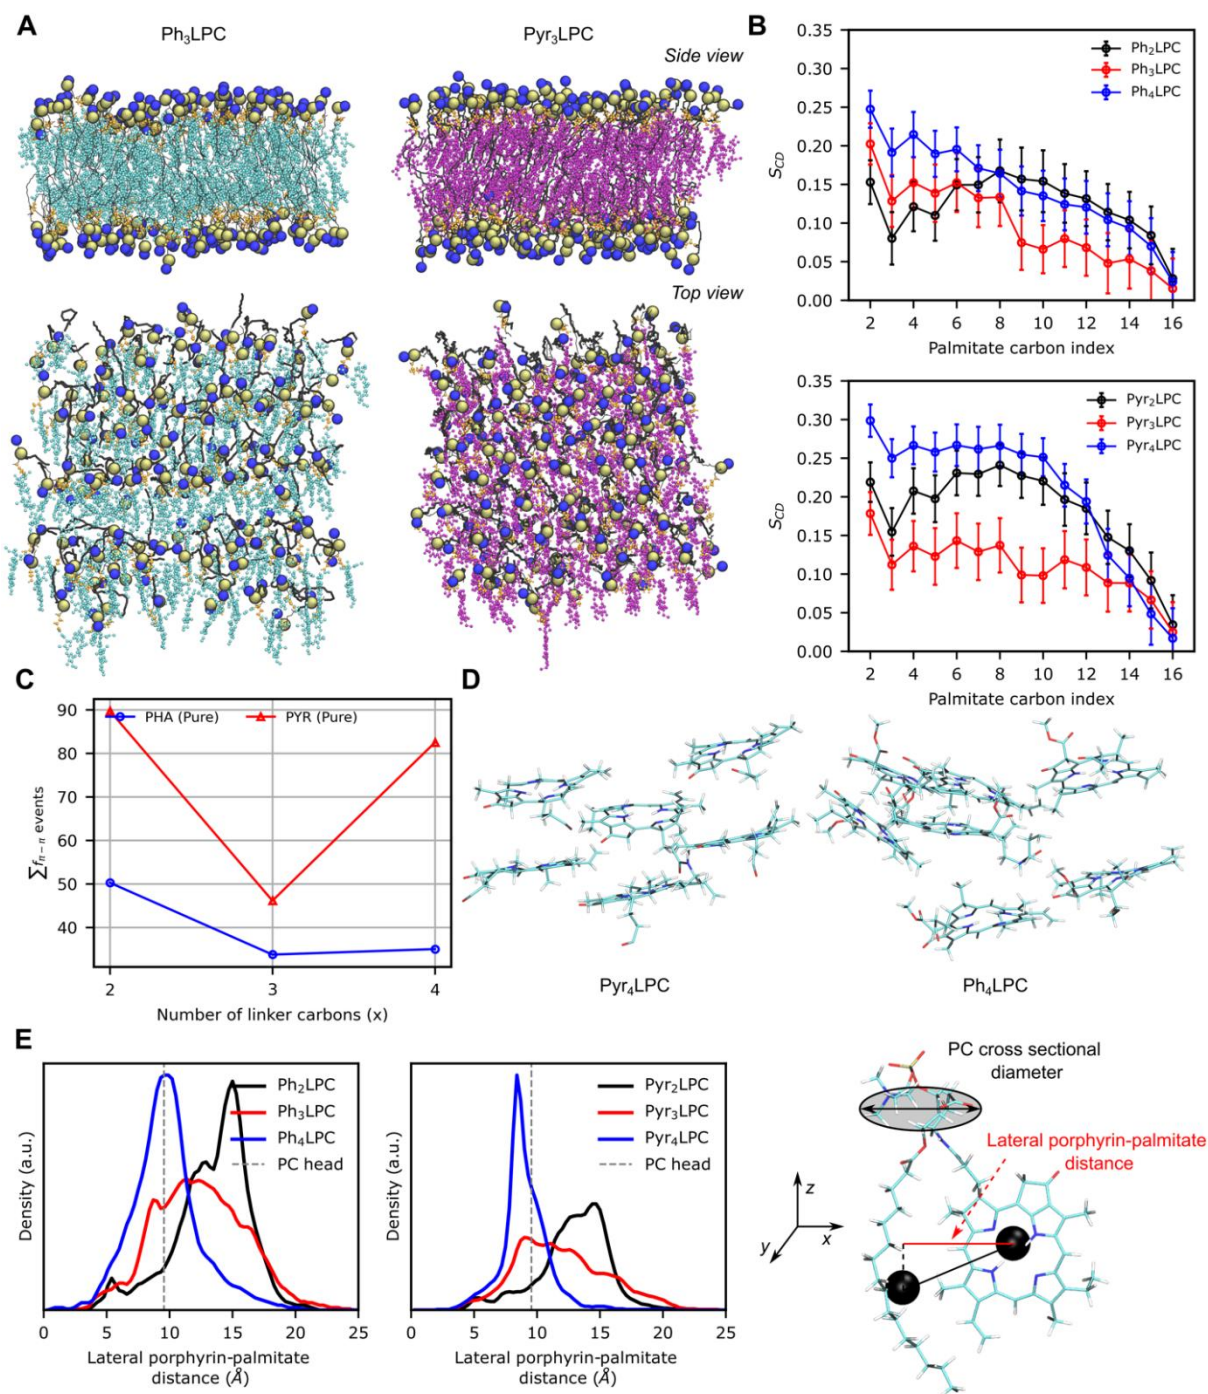 A
Ph₃LPC
Pyr₃LPC
Side view
Top view
B
0.35
0.30
0.25
0.20
0.15
0.10
0.05
0.00
S_CD
Ph₂LPC
Ph₃LPC
Ph₄LPC
2 4 6 8 10 12 14 16
Palmitate carbon index
0.35
0.30
0.25
0.20
0.15
0.10
0.05
0.00
S_CD
Pyr₂LPC
Pyr₃LPC
Pyr₄LPC
2 4 6 8 10 12 14 16
Palmitate carbon index
C
90
80
70
60
50
40
∑f_π−π events
PHA (Pure)
PYR (Pure)
2 3 4
Number of linker carbons (x)
D
Pyr₄LPC
Ph₄LPC
E
Density (a.u.)
Ph₂LPC
Ph₃LPC
Ph₄LPC
PC head
0 5 10 15 20 25
Lateral porphyrin-palmitate
distance (Å)
Density (a.u.)
Pyr₂LPC
Pyr₃LPC
Pyr₄LPC
PC head
0 5 10 15 20 25
Lateral porphyrin-palmitate
distance (Å)
PC cross sectional
diameter
Lateral porphyrin-palmitate
distance
z
x
y